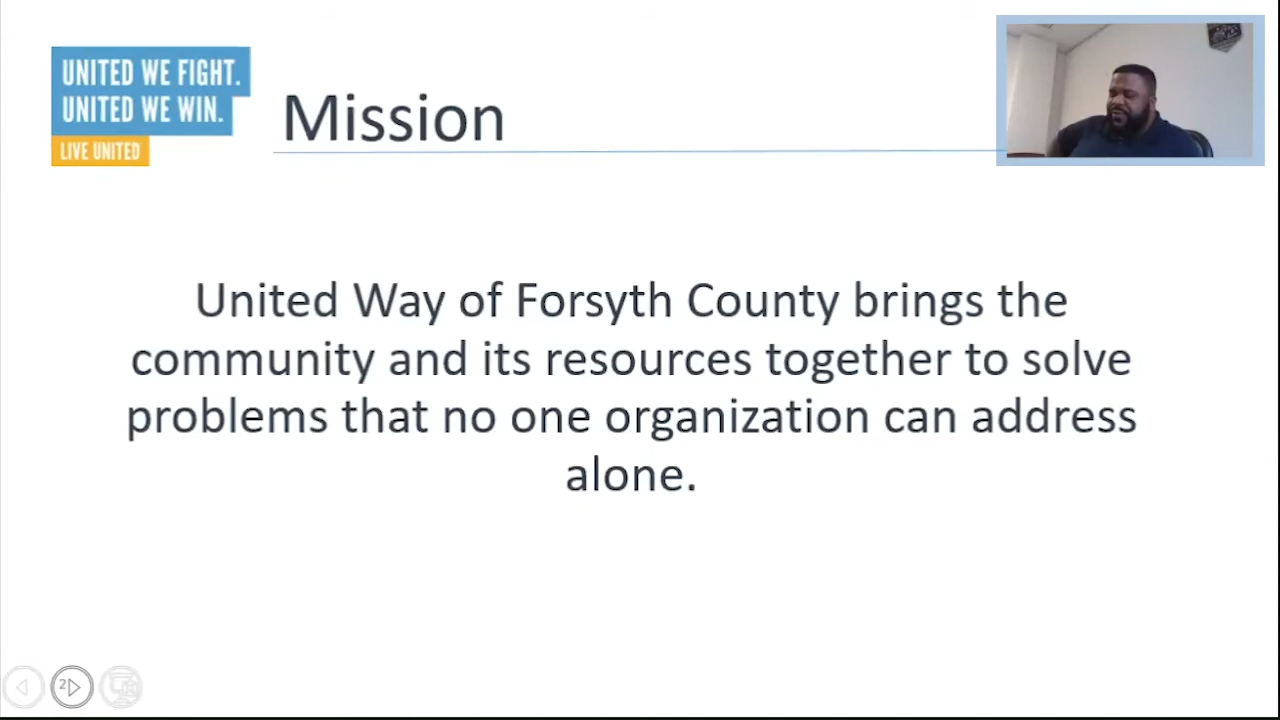 UNITED WE FIGHT.
UNITED WE WIN.
LIVE UNITED
Mission
United Way of Forsyth County brings the
community and its resources together to solve
problems that no one organization can address
alone.
2